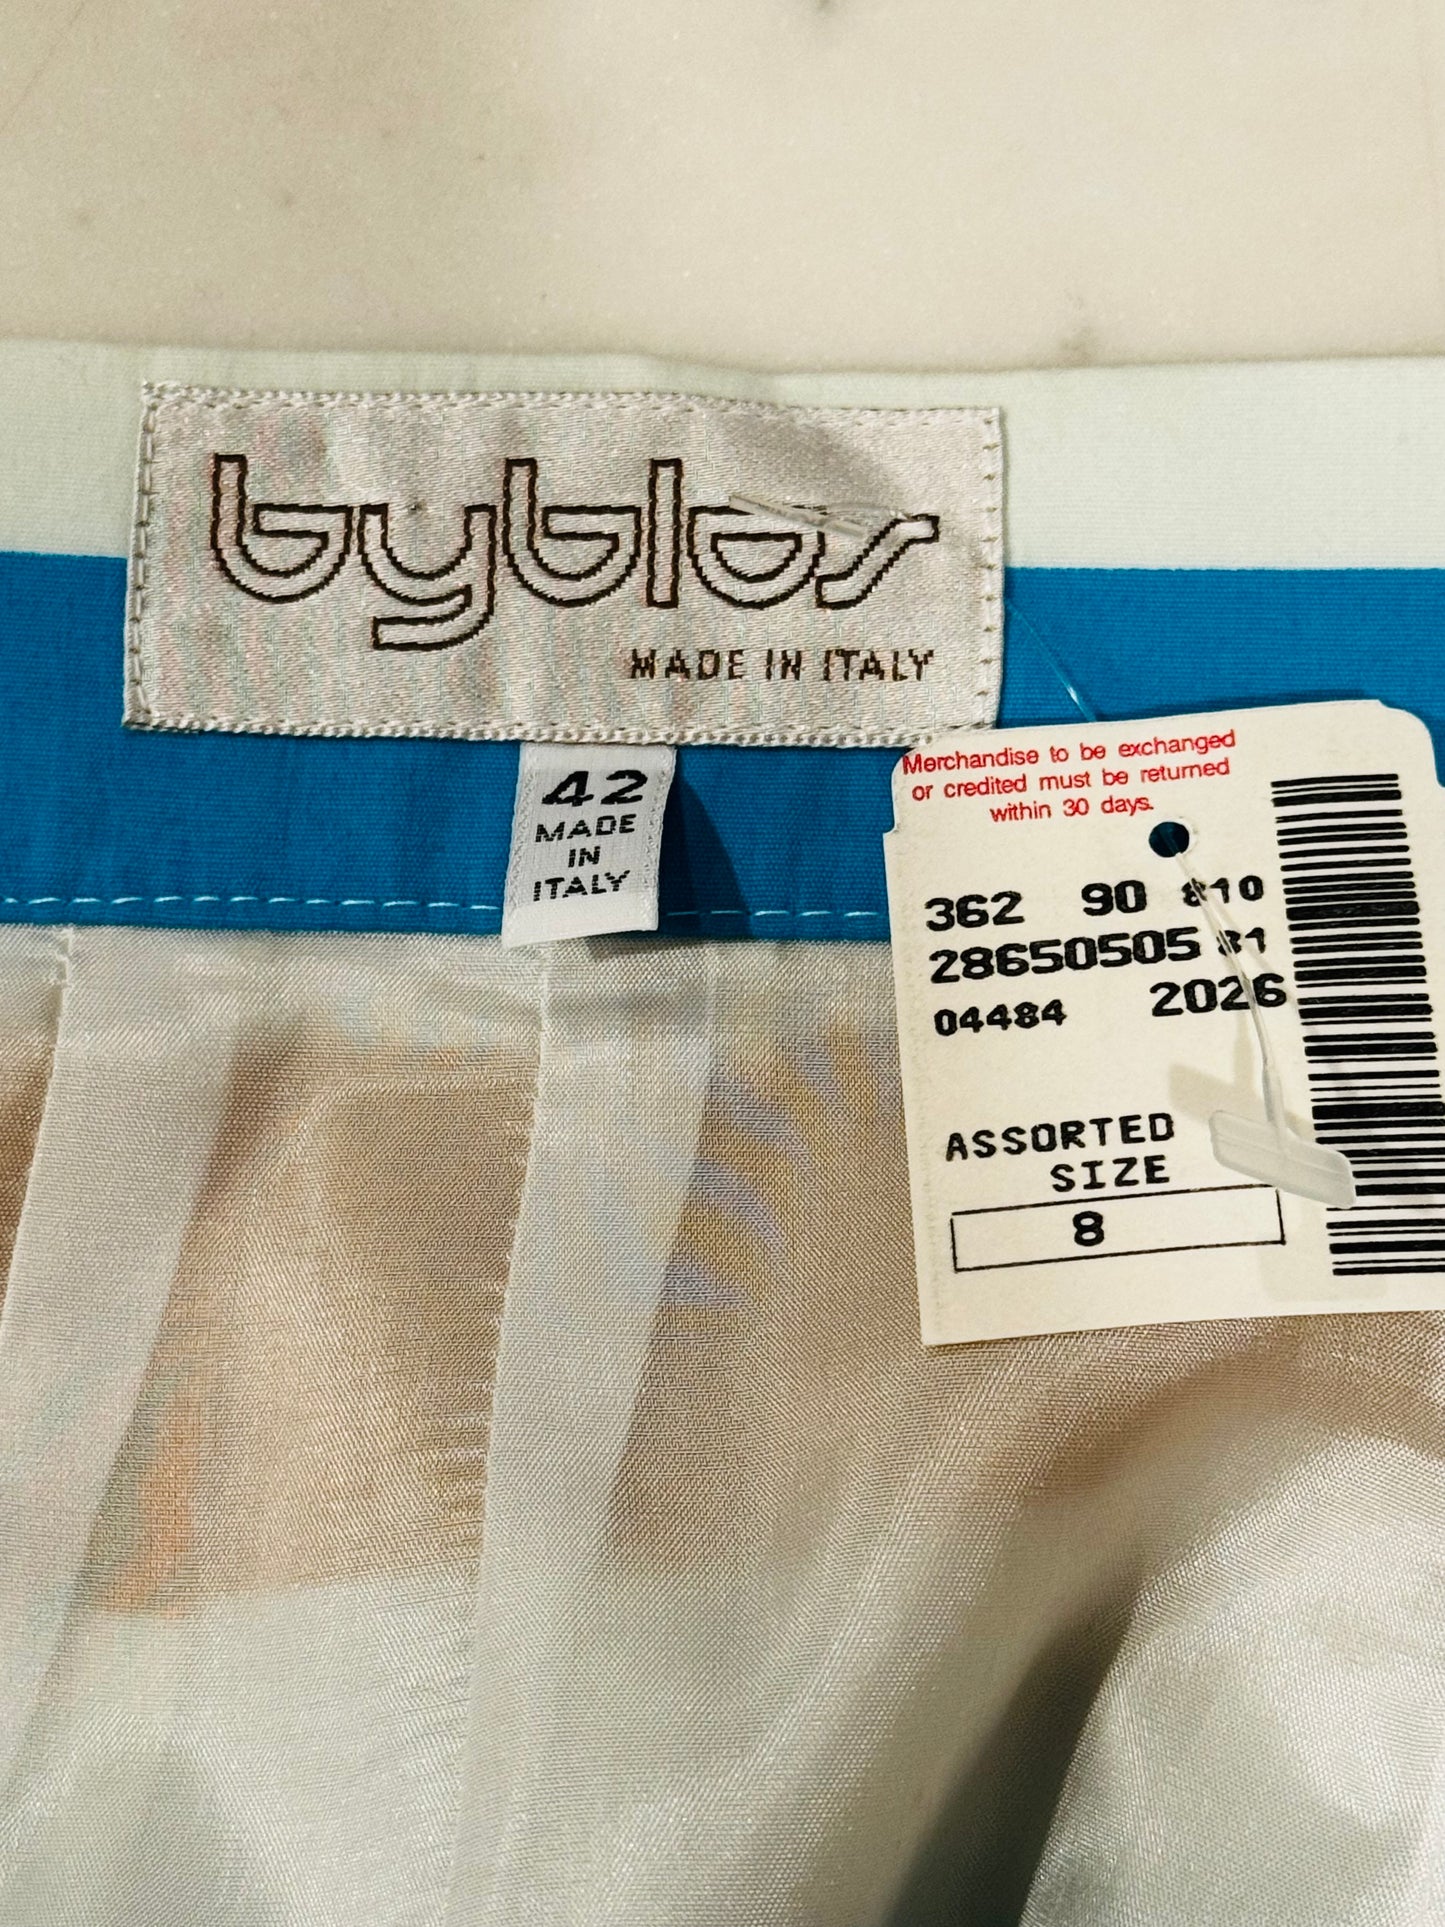 byblos
MADE IN ITALY
42
MADE
IN
ITALY
Merchandise to be exchanged
or credited must be returned
within 30 days.
362 90 810
28650505 81
04484 2026
ASSORTED
SIZE
8